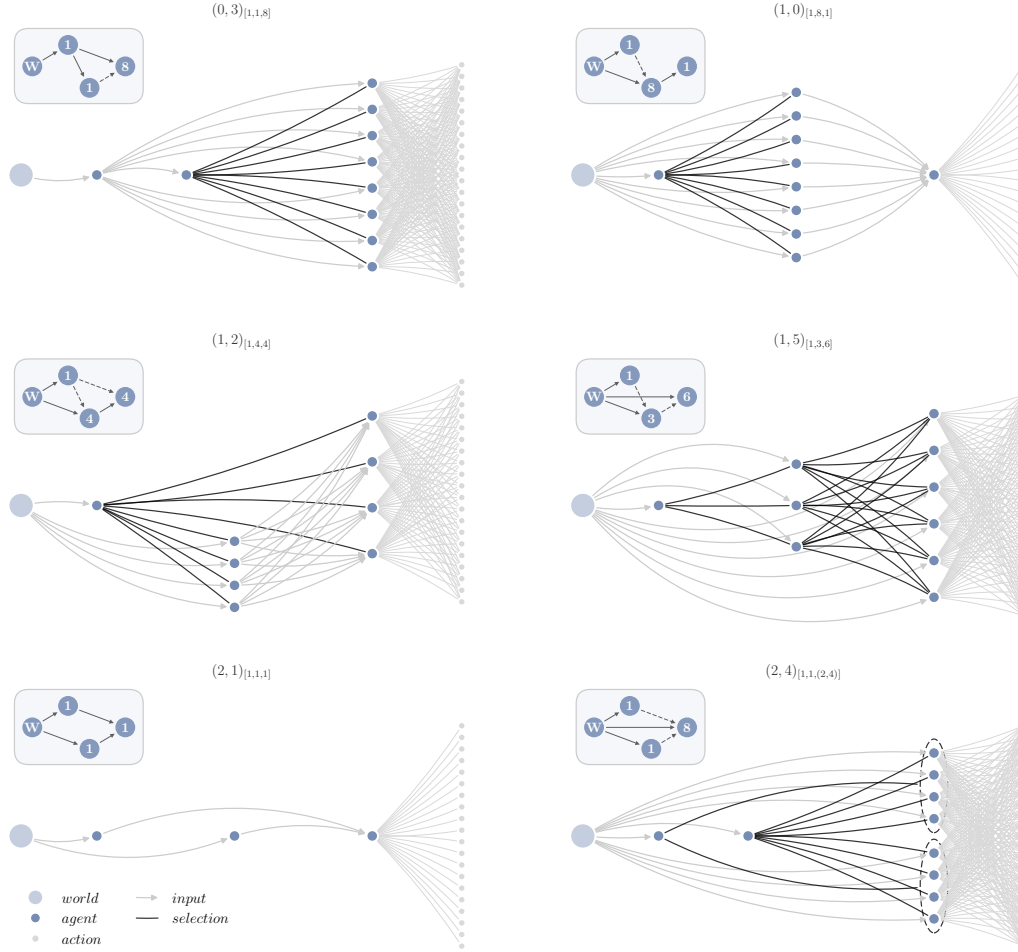 (0, 3)[1,1,8]
W 1 1 8
(1, 0)[1,8,1]
W 1 8 1
(1, 2)[1,4,4]
W 1 4 4
(1, 5)[1,3,6]
W 1 3 6
(2, 1)[1,1,1]
W 1 1 1
(2, 4)[1,1,(2,4)]
W 1 1 8
world
input
agent
selection
action